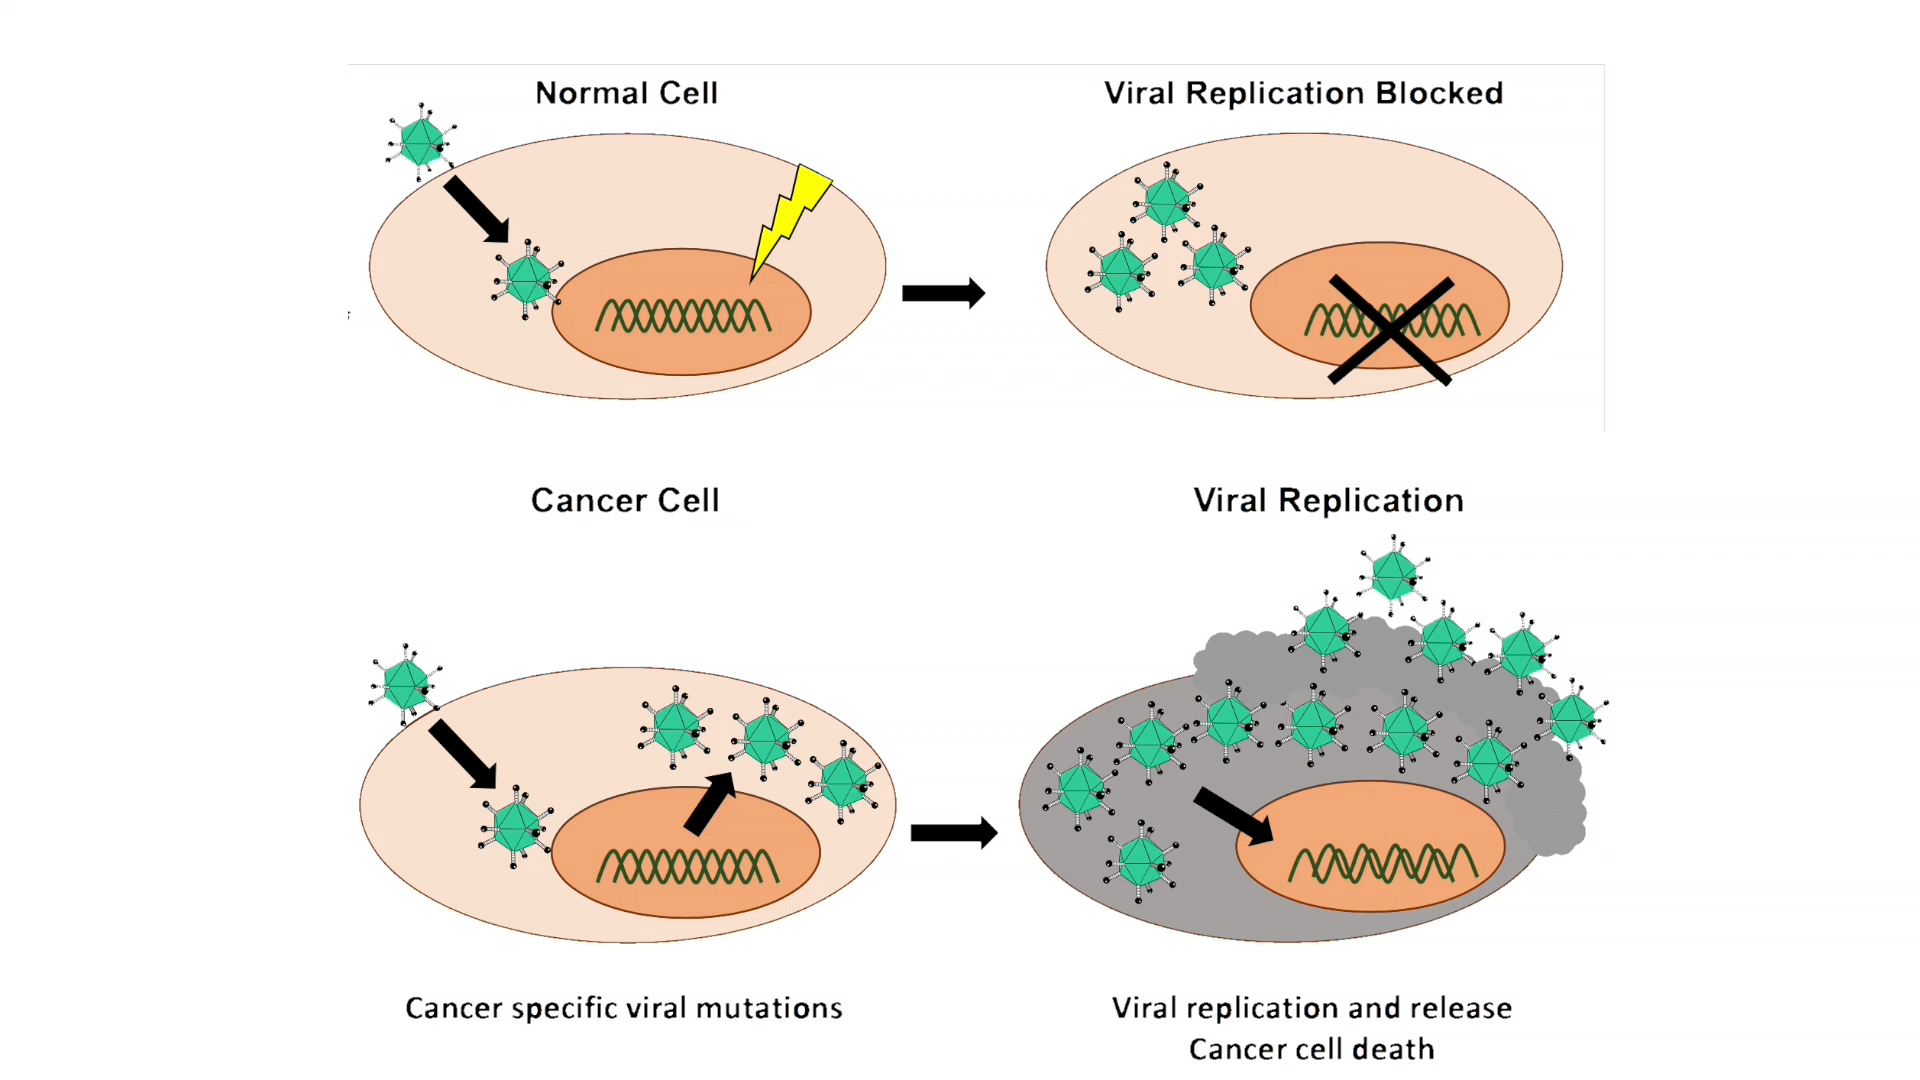 Normal Cell
Viral Replication Blocked
Cancer Cell
Viral Replication
Cancer specific viral mutations
Viral replication and release
Cancer cell death